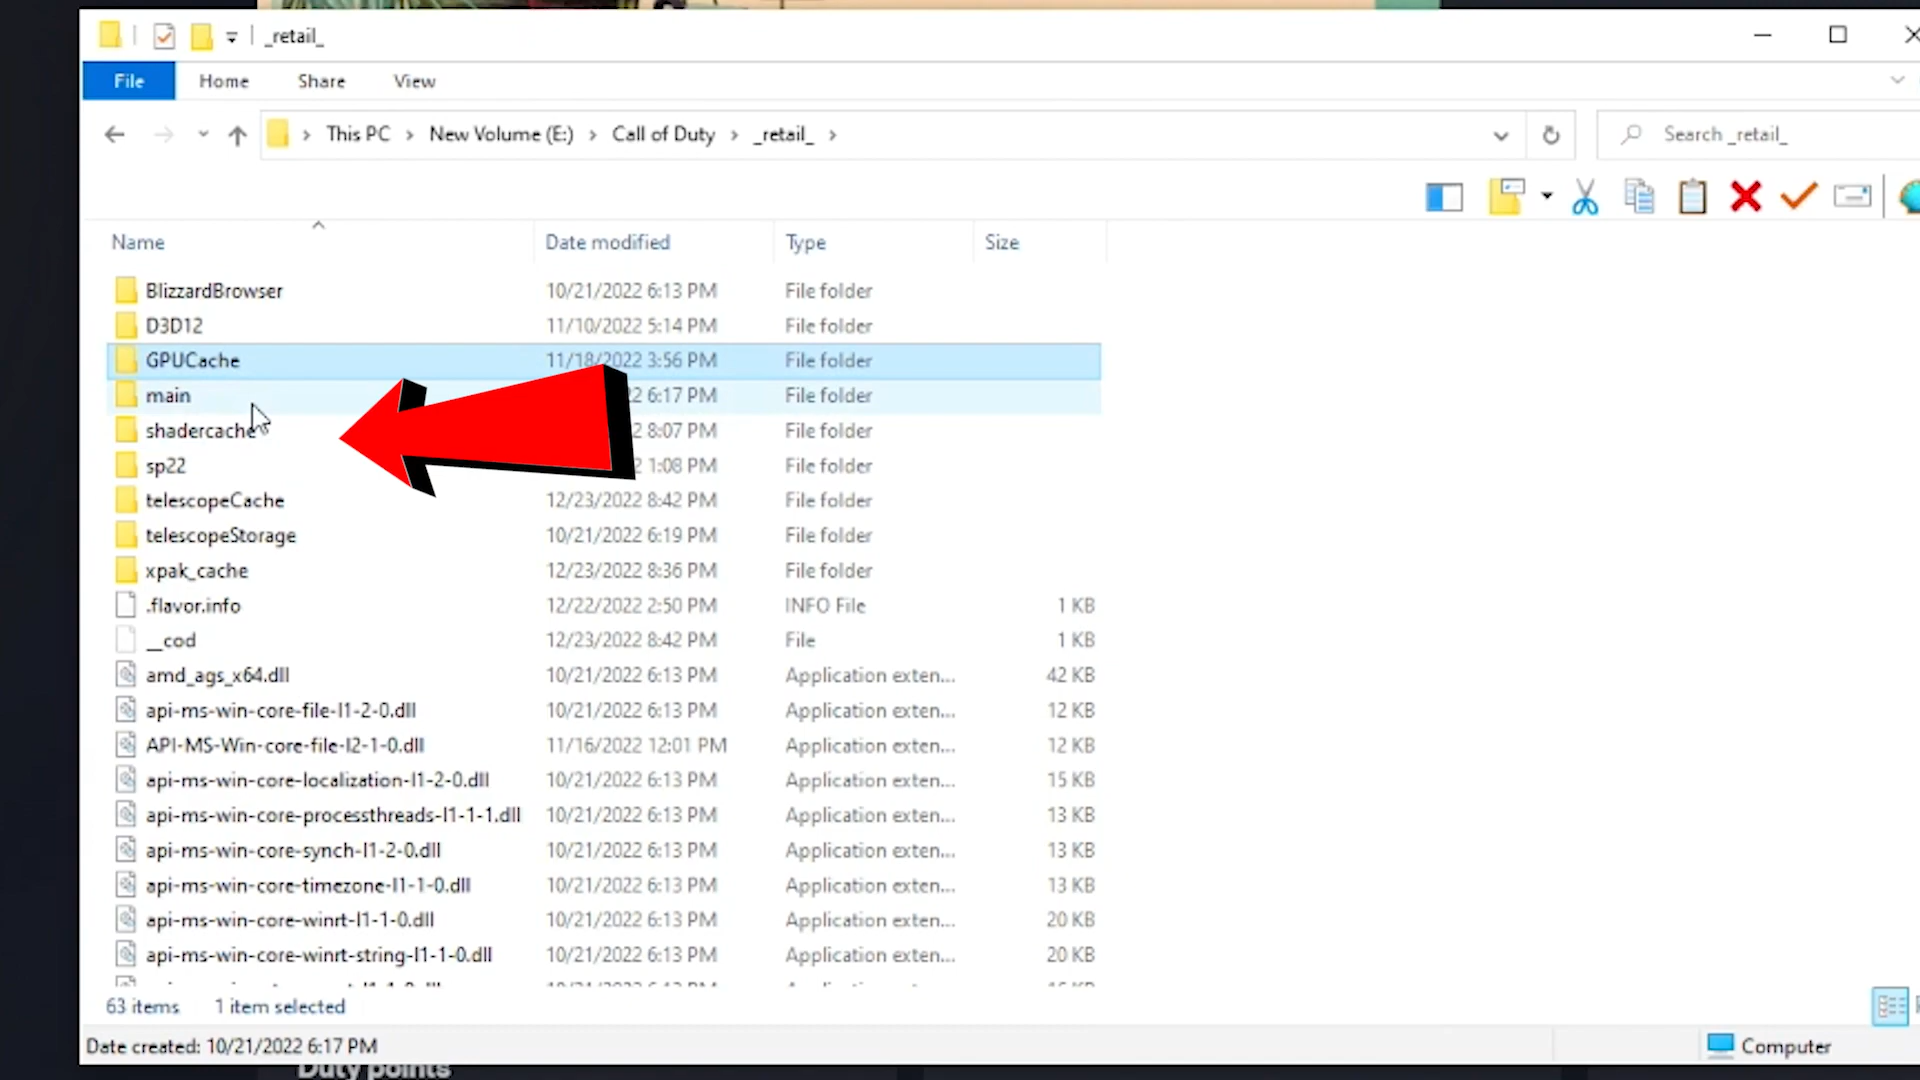 _retail_
File Home Share View
This PC New Volume (E:) Call of Duty _retail_ Search _retail_
Name Date modified Type Size
BlizzardBrowser 10/21/2022 6:13 PM File folder
D3D12 11/10/2022 5:14 PM File folder
GPUCache 11/18/2022 3:56 PM File folder
main 2 6:17 PM File folder
shadercache 2 8:07 PM File folder
sp22 2 1:08 PM File folder
telescopeCache 12/23/2022 8:42 PM File folder
telescopeStorage 10/21/2022 6:19 PM File folder
xpak_cache 12/23/2022 8:36 PM File folder
.flavor.info 12/22/2022 2:50 PM INFO File 1 KB
__cod 12/23/2022 8:42 PM File 1 KB
amd_ags_x64.dll 10/21/2022 6:13 PM Application exten... 42 KB
api-ms-win-core-file-l1-2-0.dll 10/21/2022 6:13 PM Application exten... 12 KB
API-MS-Win-core-file-l2-1-0.dll 11/16/2022 12:01 PM Application exten... 12 KB
api-ms-win-core-localization-l1-2-0.dll 10/21/2022 6:13 PM Application exten... 15 KB
api-ms-win-core-processthreads-l1-1-1.dll 10/21/2022 6:13 PM Application exten... 13 KB
api-ms-win-core-synch-l1-2-0.dll 10/21/2022 6:13 PM Application exten... 13 KB
api-ms-win-core-timezone-l1-1-0.dll 10/21/2022 6:13 PM Application exten... 13 KB
api-ms-win-core-winrt-l1-1-0.dll 10/21/2022 6:13 PM Application exten... 20 KB
api-ms-win-core-winrt-string-l1-1-0.dll 10/21/2022 6:13 PM Application exten... 20 KB
63 items 1 item selected
Date created: 10/21/2022 6:17 PM Computer
Duty points